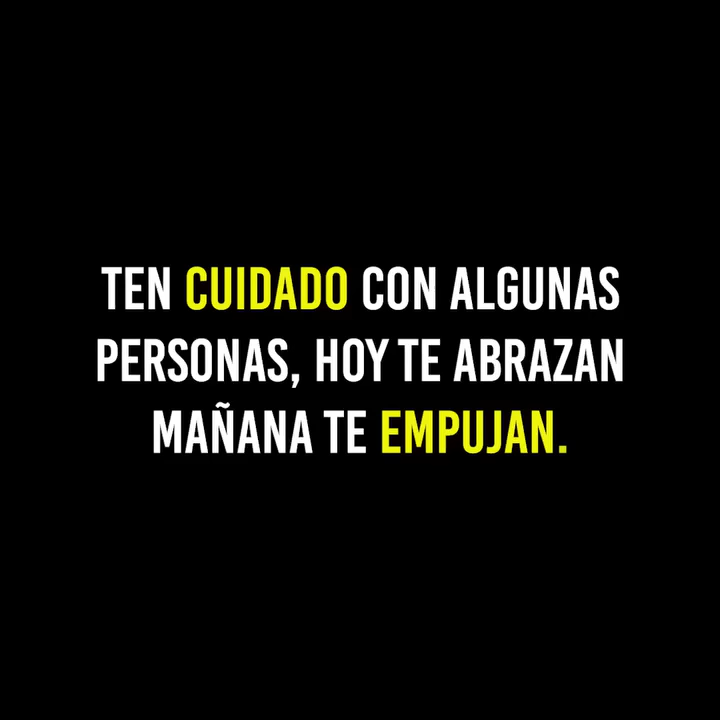 TEN CUIDADO CON ALGUNAS
PERSONAS, HOY TE ABRAZAN
MAÑANA TE EMPUJAN.